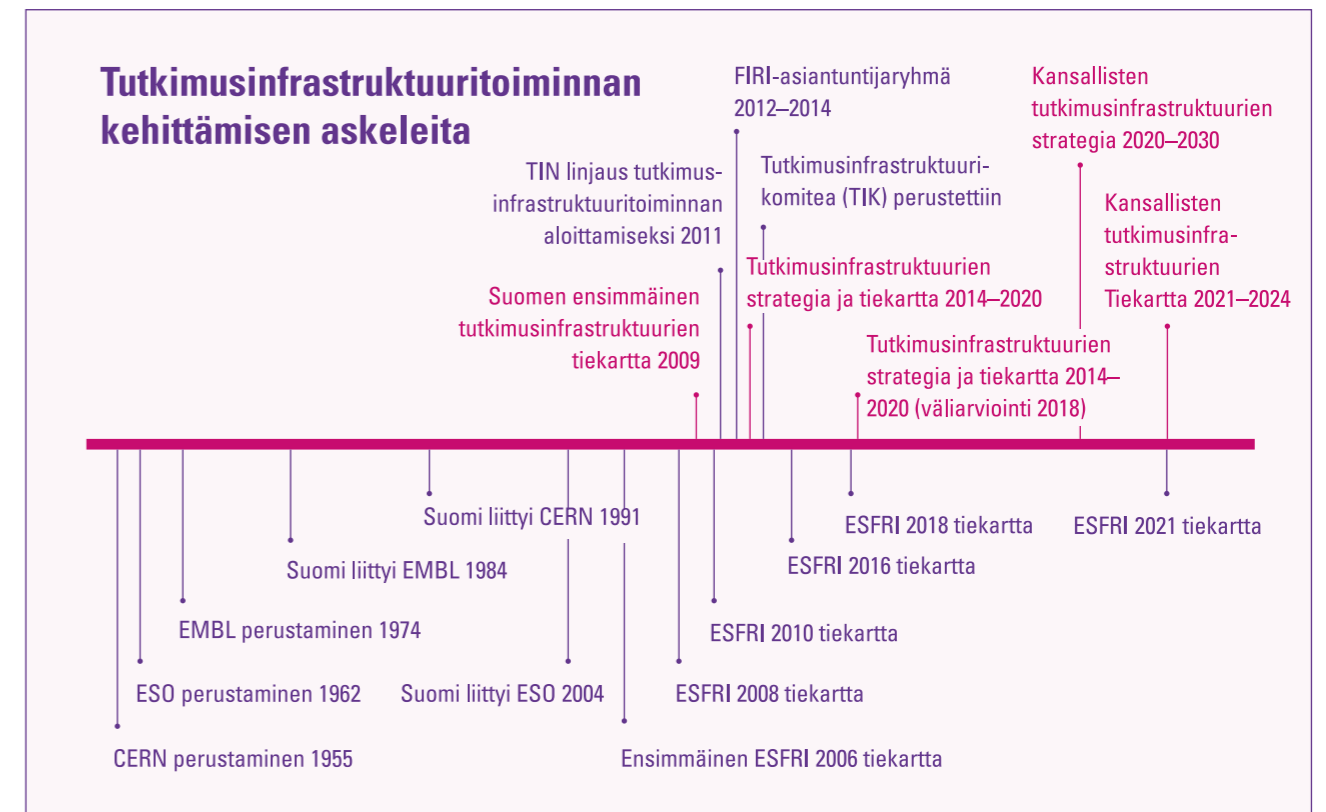 Tutkimusinfrastruktuuritoiminnan
kehittämisen askeleita
FIRI-asiantuntijaryhmä
2012–2014
Kansallisten
tutkimusinfrastruktuurien
strategia 2020–2030
TIN linjaus tutkimus-
infrastruktuuritoiminnan
aloittamiseksi 2011
Tutkimusinfrastruktuuri-
komitea (TIK) perustettiin
Kansallisten
tutkimusinfra-
struktuurien
Tiekartta 2021–2024
Suomen ensimmäinen
tutkimusinfrastruktuurien
tiekartta 2009
Tutkimusinfrastruktuurien
strategia ja tiekartta 2014–2020
Tutkimusinfrastruktuurien
strategia ja tiekartta 2014–
2020 (väliarviointi 2018)
Suomi liittyi CERN 1991
ESFRI 2018 tiekartta
ESFRI 2021 tiekartta
Suomi liittyi EMBL 1984
ESFRI 2016 tiekartta
EMBL perustaminen 1974
ESFRI 2010 tiekartta
ESO perustaminen 1962
Suomi liittyi ESO 2004
ESFRI 2008 tiekartta
CERN perustaminen 1955
Ensimmäinen ESFRI 2006 tiekartta